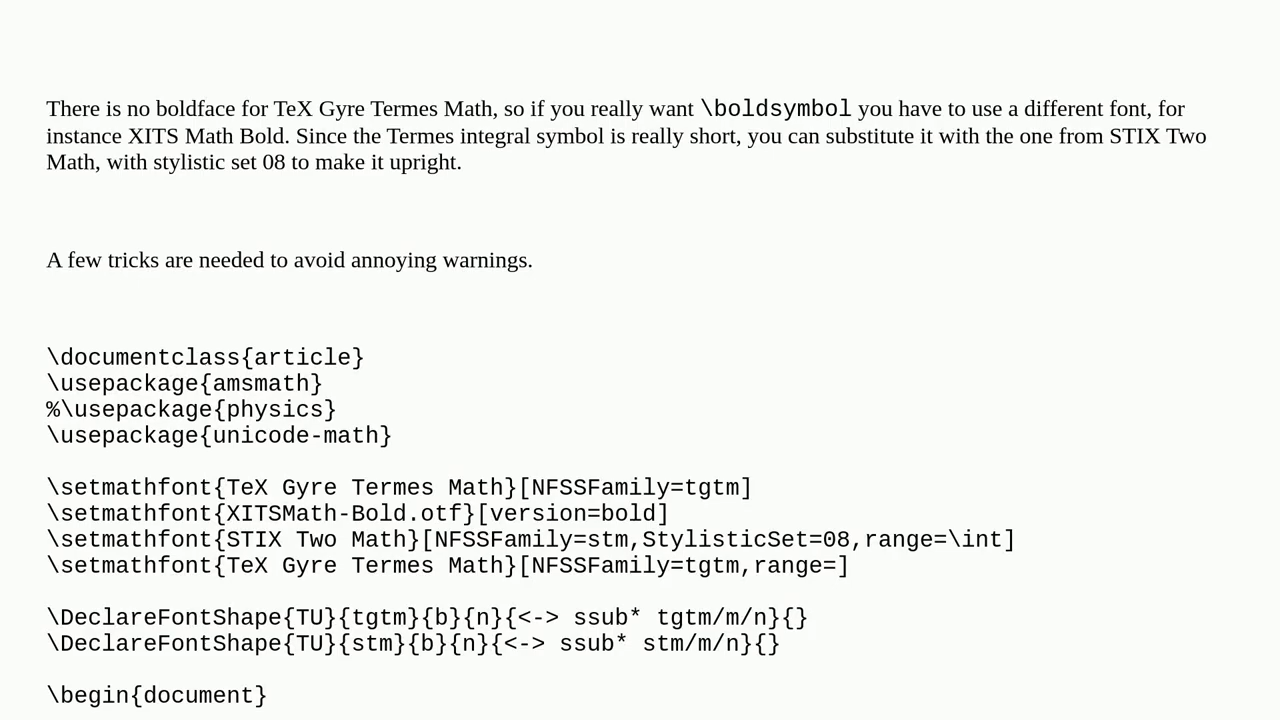 There is no boldface for TeX Gyre Termes Math, so if you really want \boldsymbol you have to use a different font, for
instance XITS Math Bold. Since the Termes integral symbol is really short, you can substitute it with the one from STIX Two
Math, with stylistic set 08 to make it upright.
A few tricks are needed to avoid annoying warnings.
\documentclass{article}
\usepackage{amsmath}
%\usepackage{physics}
\usepackage{unicode-math}
\setmathfont{TeX Gyre Termes Math}[NFSSFamily=tgtm]
\setmathfont{XITSMath-Bold.otf}[version=bold]
\setmathfont{STIX Two Math}[NFSSFamily=stm,StylisticSet=08,range=\int]
\setmathfont{TeX Gyre Termes Math}[NFSSFamily=tgtm,range=]
\DeclareFontShape{TU}{tgtm}{b}{n}{<-> ssub* tgtm/m/n}{}
\DeclareFontShape{TU}{stm}{b}{n}{<-> ssub* stm/m/n}{}
\begin{document}